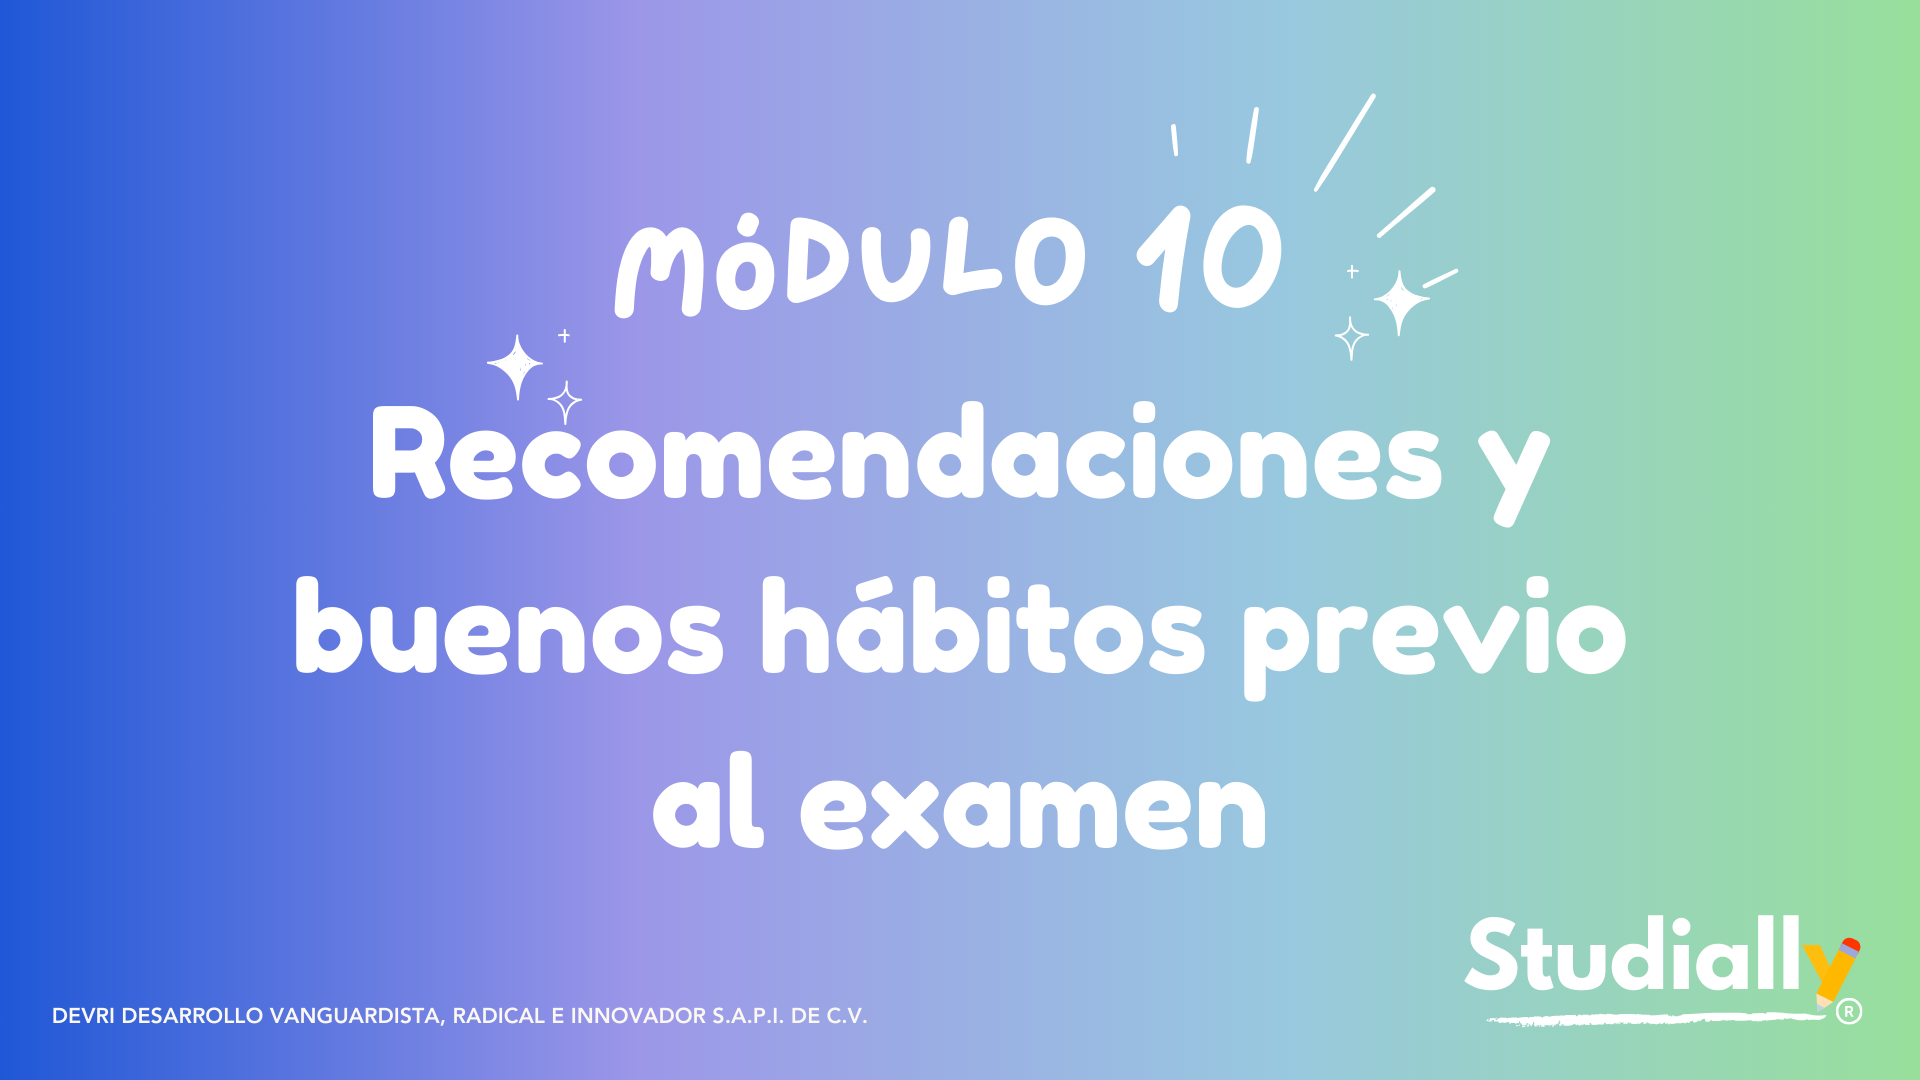 MÓDULO 10
Recomendaciones y
buenos hábitos previo
al examen
Studially®
DEVRI DESARROLLO VANGUARDISTA, RADICAL E INNOVADOR S.A.P.I. DE C.V.